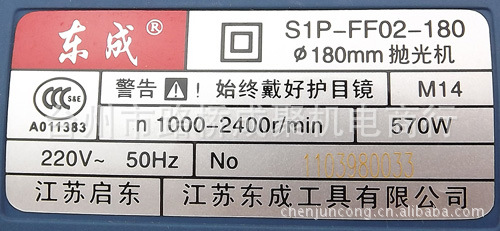 东成®
S1P-FF02-180
ø180mm 抛光机
CCC S&E
A011383
警告 ! 始终戴好护目镜
M14
n 1000-2400r/min
570W
220V~ 50Hz
No 1103980033
江苏启东
江苏东成工具有限公司
chenjuncong.1688.com